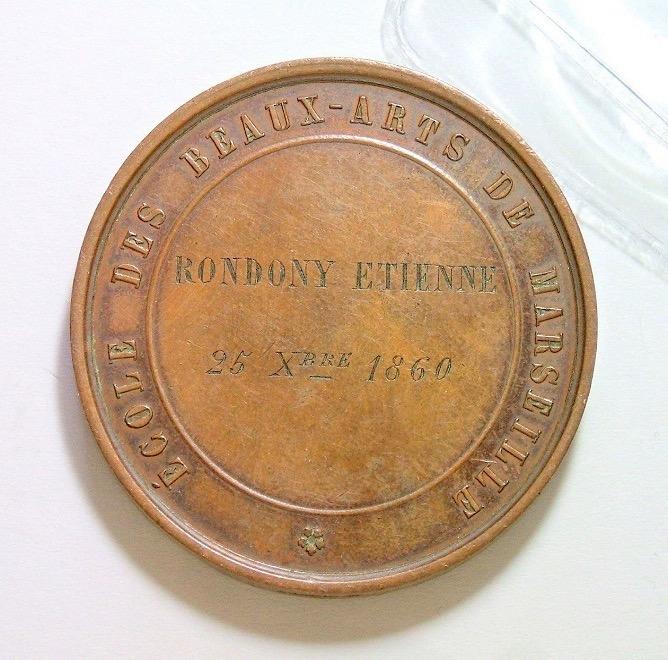 ÉCOLE DES BEAUX-ARTS DE MARSEILLE
RONDONY ETIENNE
25 XBRE 1860